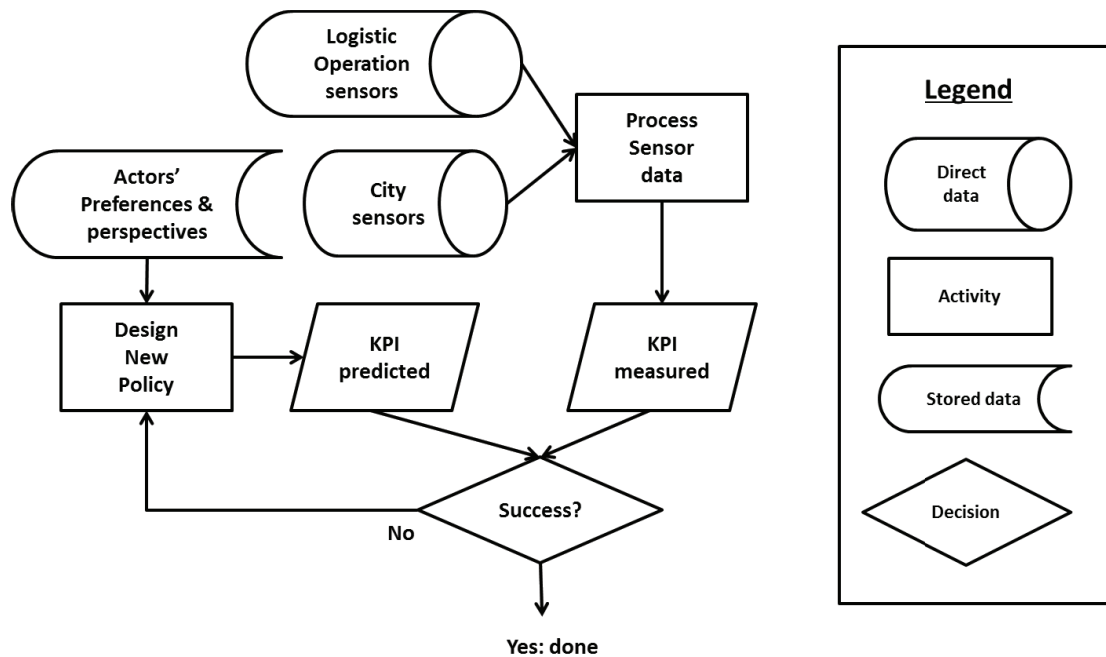 Logistic
Operation
sensors
Process
Sensor
data
Actors’
Preferences &
perspectives
City
sensors
Design
New
Policy
KPI
predicted
KPI
measured
Success?
No
Yes: done
Legend
Direct
data
Activity
Stored data
Decision